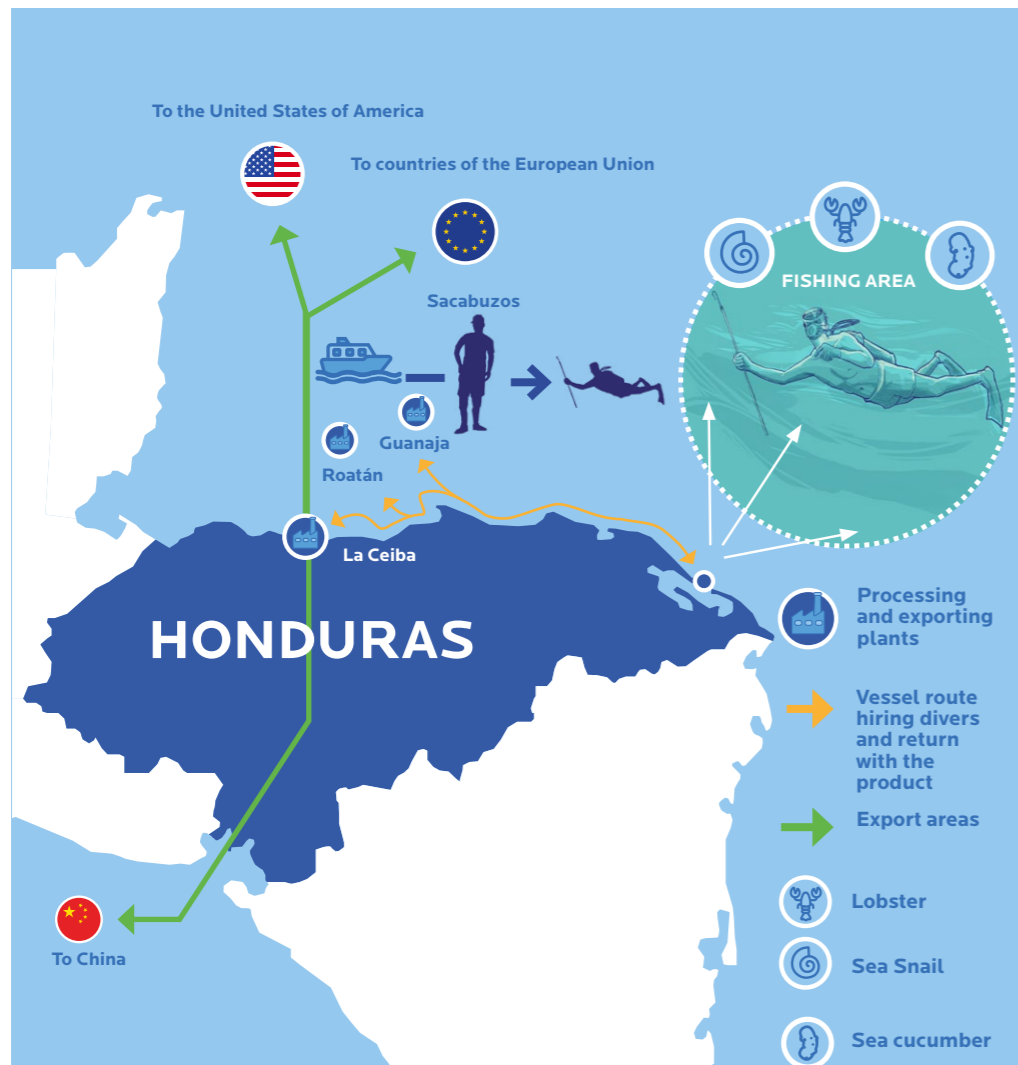 To the United States of America
To countries of the European Union
Sacabuzos
FISHING AREA
Guanaja
Roatán
La Ceiba
HONDURAS
To China
Processing
and exporting
plants
Vessel route
hiring divers
and return
with the
product
Export areas
Lobster
Sea Snail
Sea cucumber